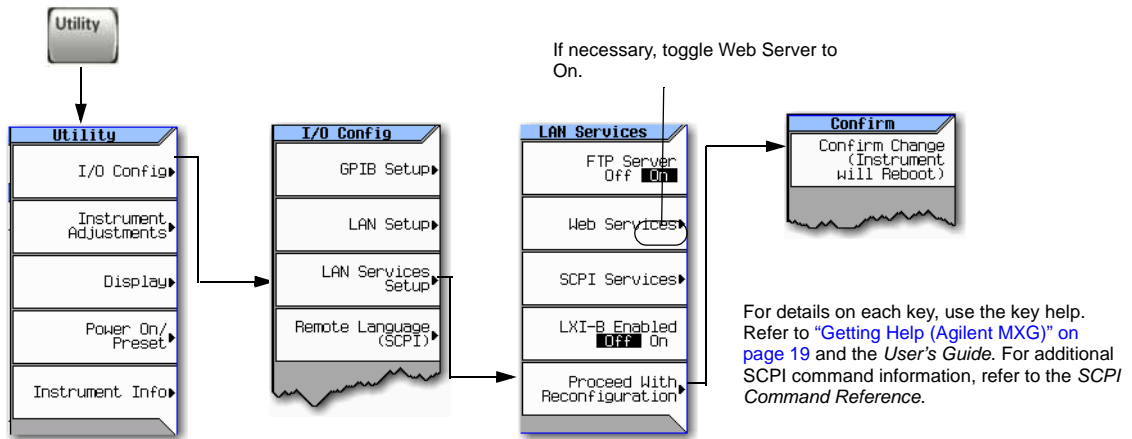 Utility
If necessary, toggle Web Server to
On.
Utility
I/O Config
Instrument
Adjustments
Display
Power On/
Preset
Instrument Info
I/O Config
GPIB Setup
LAN Setup
LAN Services
Setup
Remote Language
(SCPI)
LAN Services
FTP Server
Off On
Web Services
SCPI Services
LXI-B Enabled
Off On
Proceed With
Reconfiguration
Confirm
Confirm Change
(Instrument
will Reboot)
For details on each key, use the key help.
Refer to “Getting Help (Agilent MXG)” on
page 19 and the User’s Guide. For additional
SCPI command information, refer to the SCPI
Command Reference.